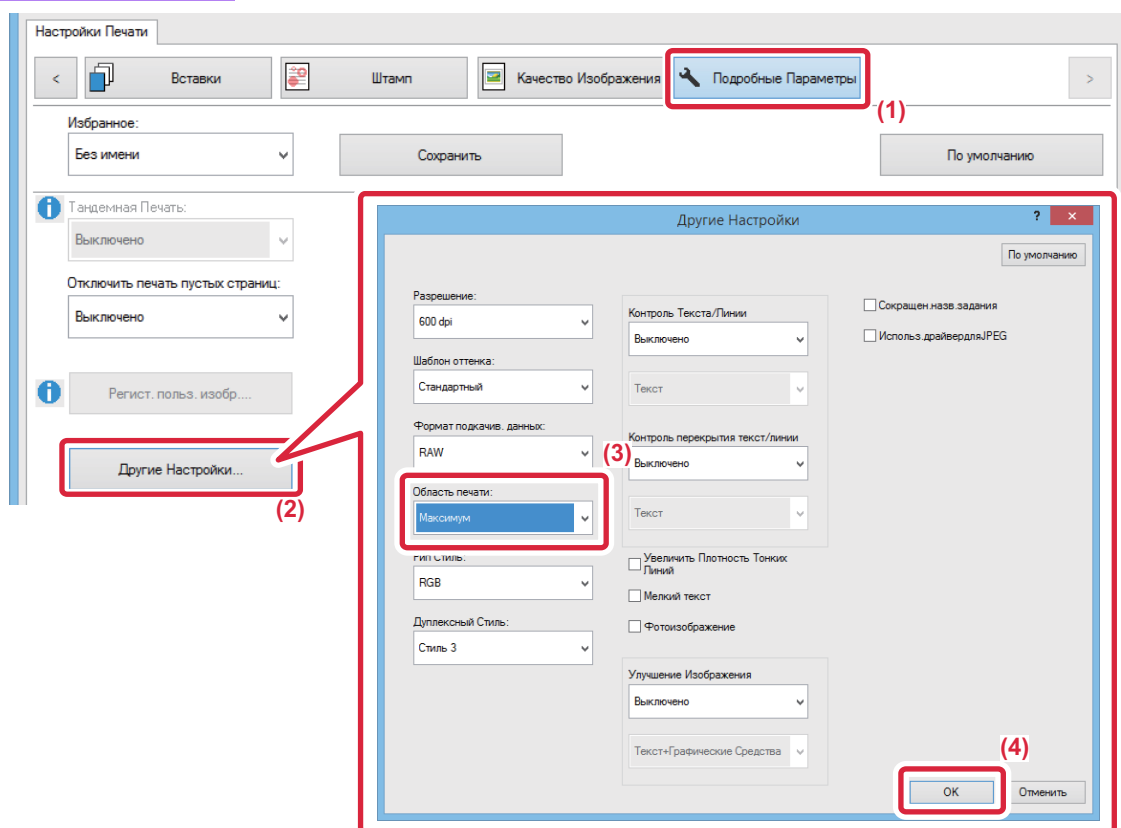 Настройки Печати
<
Вставки
Штамп
Качество Изображения
Подробные Параметры
>
(1)
Избранное:
Без имени
Сохранить
По умолчанию
Тандемная Печать:
Выключено
Отключить печать пустых страниц:
Выключено
Регист. польз. изобр....
Другие Настройки...
(2)
Другие Настройки
? ×
По умолчанию
Разрешение:
600 dpi
Шаблон оттенка:
Стандартный
Формат подкачив. данных:
RAW
(3)
Область печати:
Максимум
Рип Стиль:
RGB
Дуплексный Стиль:
Стиль 3
Контроль Текста/Линии
Выключено
Текст
Контроль перекрытия текст/линии
Выключено
Текст
Увеличить Плотность Тонких
Линий
Мелкий текст
Фотоизображение
Улучшение Изображения
Выключено
Текст+Графические Средства
Сокращен.назв.задания
Использ.драйвердляJPEG
(4)
OK
Отменить